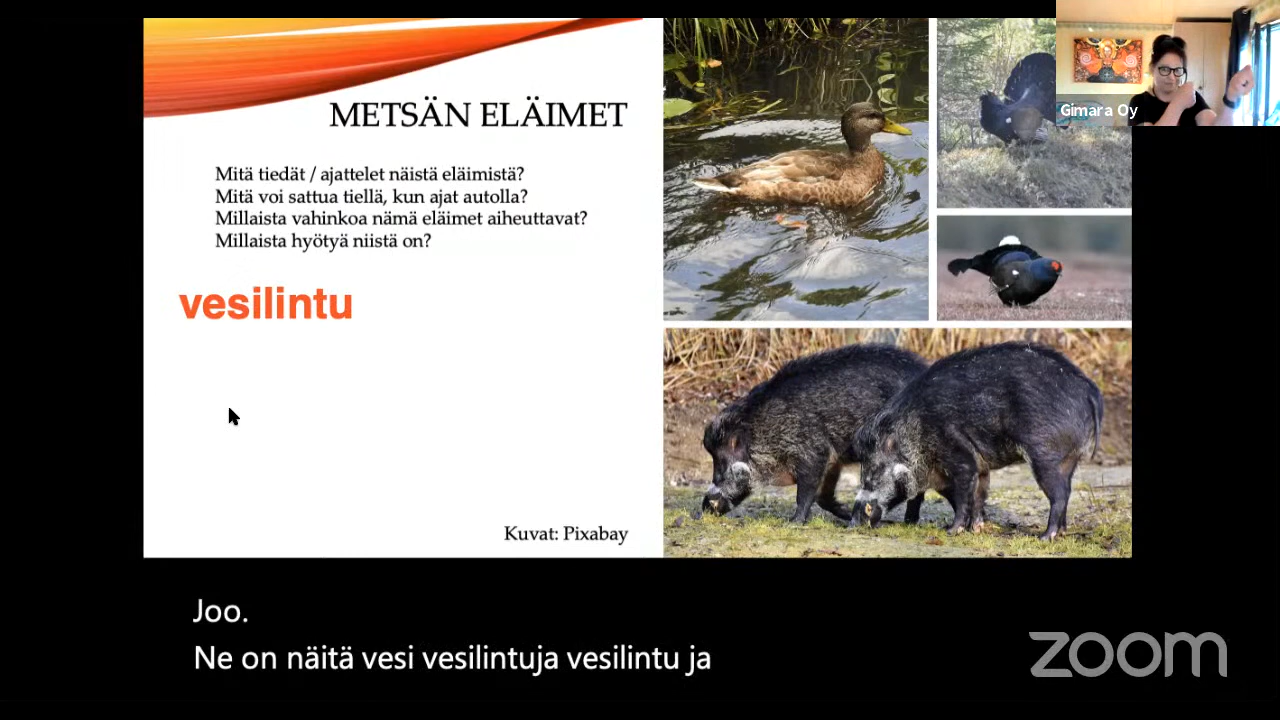 METSÄN ELÄIMET
Mitä tiedät / ajattelet näistä eläimistä?
Mitä voi sattua tiellä, kun ajat autolla?
Millaista vahinkoa nämä eläimet aiheuttavat?
Millaista hyötyä niistä on?
vesilintu
Kuvat: Pixabay
Gimara Oy
Joo.
Ne on näitä vesi vesilintuja vesilintu ja
zoom